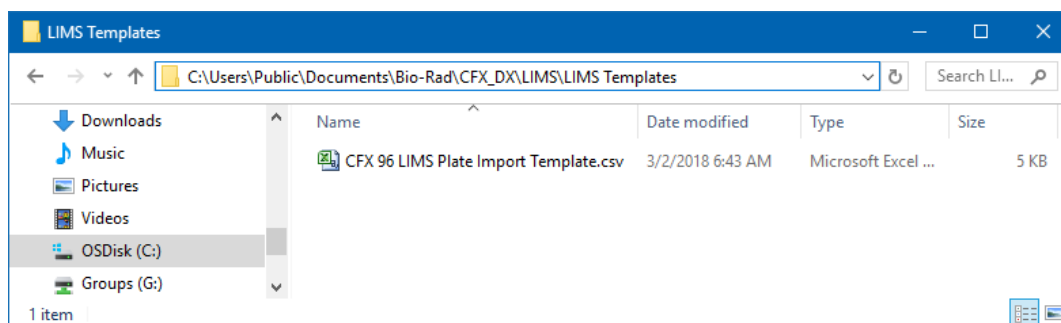 LIMS Templates
C:\Users\Public\Documents\Bio-Rad\CFX_DX\LIMS\LIMS Templates
Search LI...
Downloads
Music
Pictures
Videos
OSDisk (C:)
Groups (G:)
Name Date modified Type Size
CFX 96 LIMS Plate Import Template.csv 3/2/2018 6:43 AM Microsoft Excel ... 5 KB
1 item